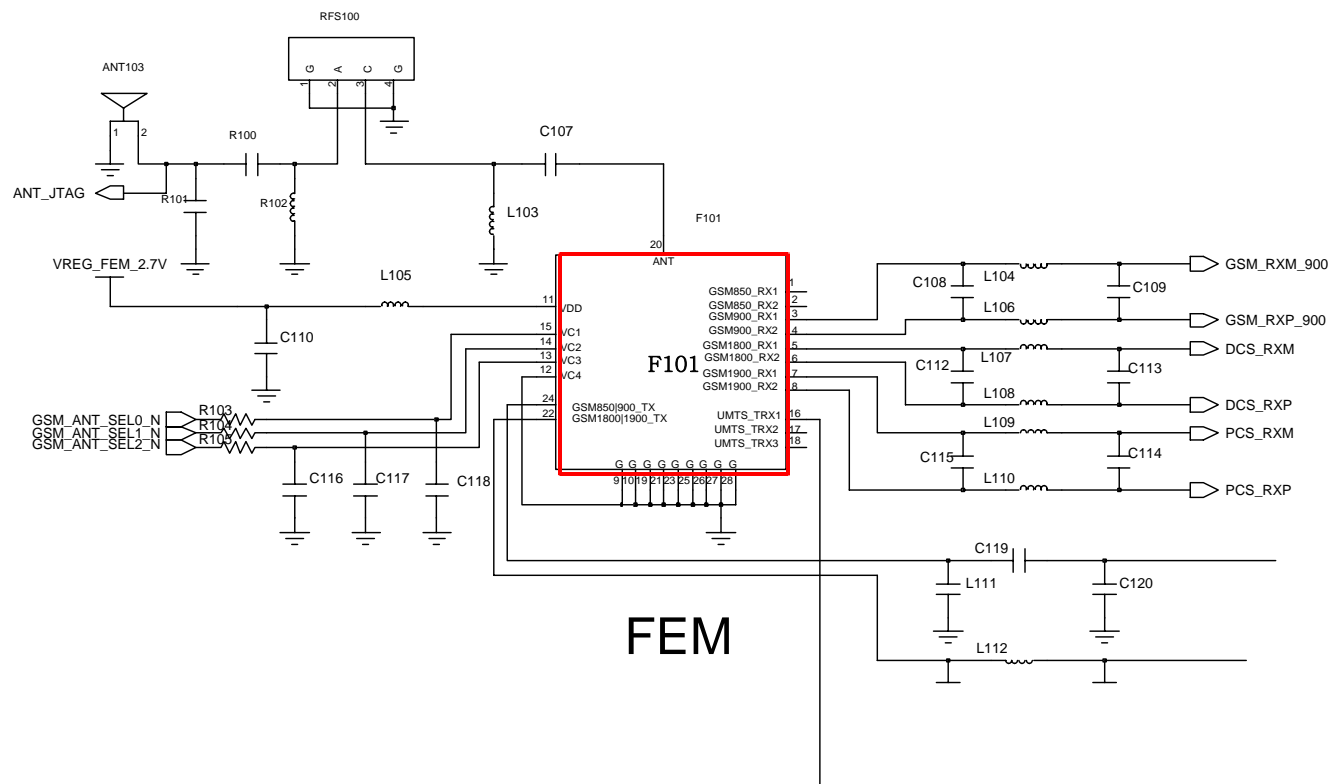 RFS100
G A C G
1 2 3 4
ANT103
1 2
R100
C107
ANT_JTAG
R101
R102
L103
F101
20
ANT
VREG_FEM_2.7V
L105
C110
11 VDD
15 VC1
14 VC2
13 VC3
12 VC4
24 GSM850|900_TX
22 GSM1800|1900_TX
F101
GSM850_RX1 1
GSM850_RX2 2
GSM900_RX1 3
GSM900_RX2 4
GSM1800_RX1 5
GSM1800_RX2 6
GSM1900_RX1 7
GSM1900_RX2 8
UMTS_TRX1 16
UMTS_TRX2 17
UMTS_TRX3 18
G G G G G G G G G
9 10 19 21 23 25 26 27 28
GSM_ANT_SEL0_N R103
GSM_ANT_SEL1_N R104
GSM_ANT_SEL2_N R105
C116 C117 C118
C108 L104 C109 GSM_RXM_900
L106 GSM_RXP_900
C112 L107 C113 DCS_RXM
L108 DCS_RXP
L109 PCS_RXM
C115 C114
L110 PCS_RXP
C119
L111 C120
L112
FEM